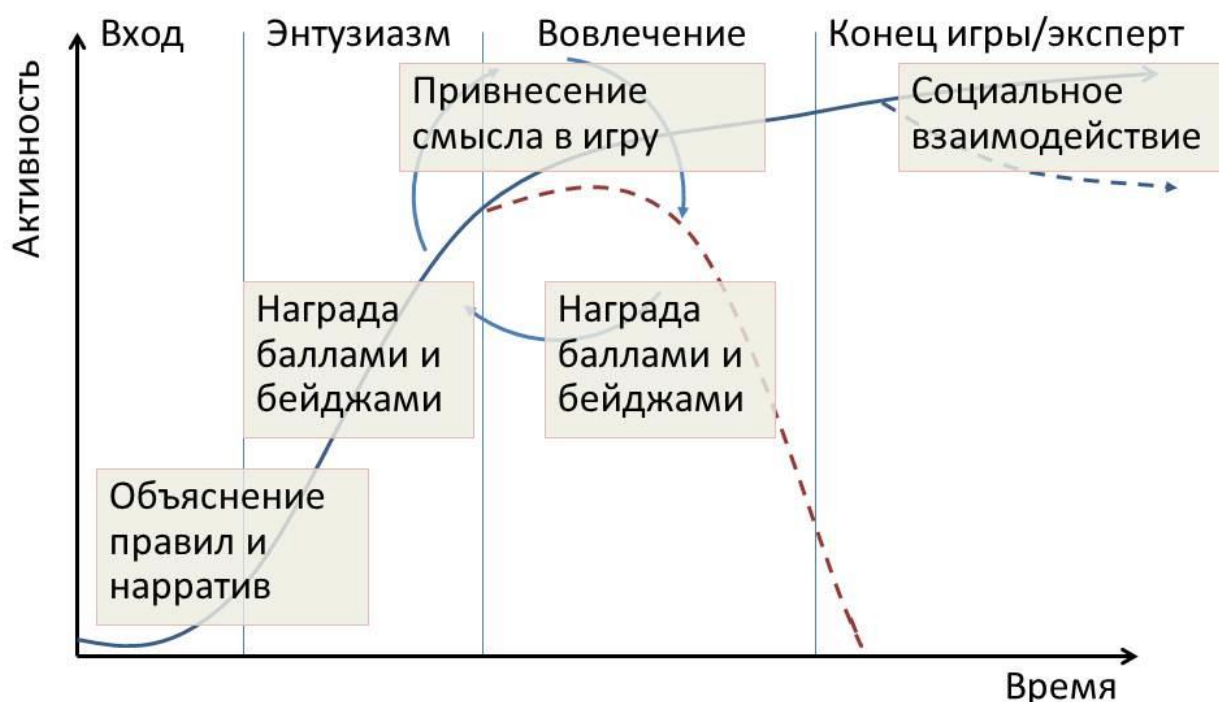 Активность
Вход
Энтузиазм
Вовлечение
Конец игры/эксперт
Привнесение
смысла в игру
Социальное
взаимодействие
Награда
баллами и
бейджами
Награда
баллами и
бейджами
Объяснение
правил и
нарратив
Время